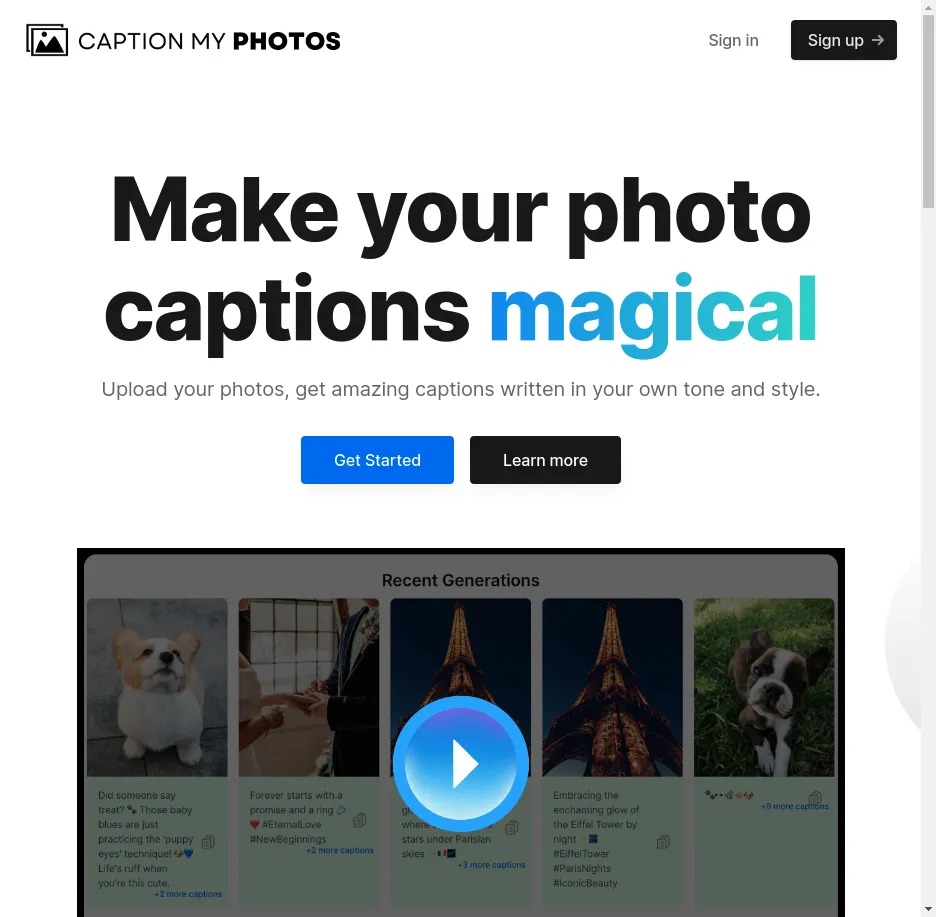 CAPTION MY PHOTOS
Sign in
Sign up →
Make your photo
captions magical
Upload your photos, get amazing captions written in your own tone and style.
Get Started
Learn more
Recent Generations
Did someone say
treat? 🐾 Those baby
blues are just
practicing the 'puppy
eyes' technique! 🐶💙
Life's ruff when
you're this cute.
+2 more captions
Forever starts with a
promise and a ring 💍
❤️ #EternalLove
#NewBeginnings
+2 more captions
where
stars under Parisian
skies ✨🇫🇷🌃
+3 more captions
Embracing the
enchanting glow of
the Eiffel Tower by
night ✨🌃
#EiffelTower
#ParisNights
#IconicBeauty
+9 more captions